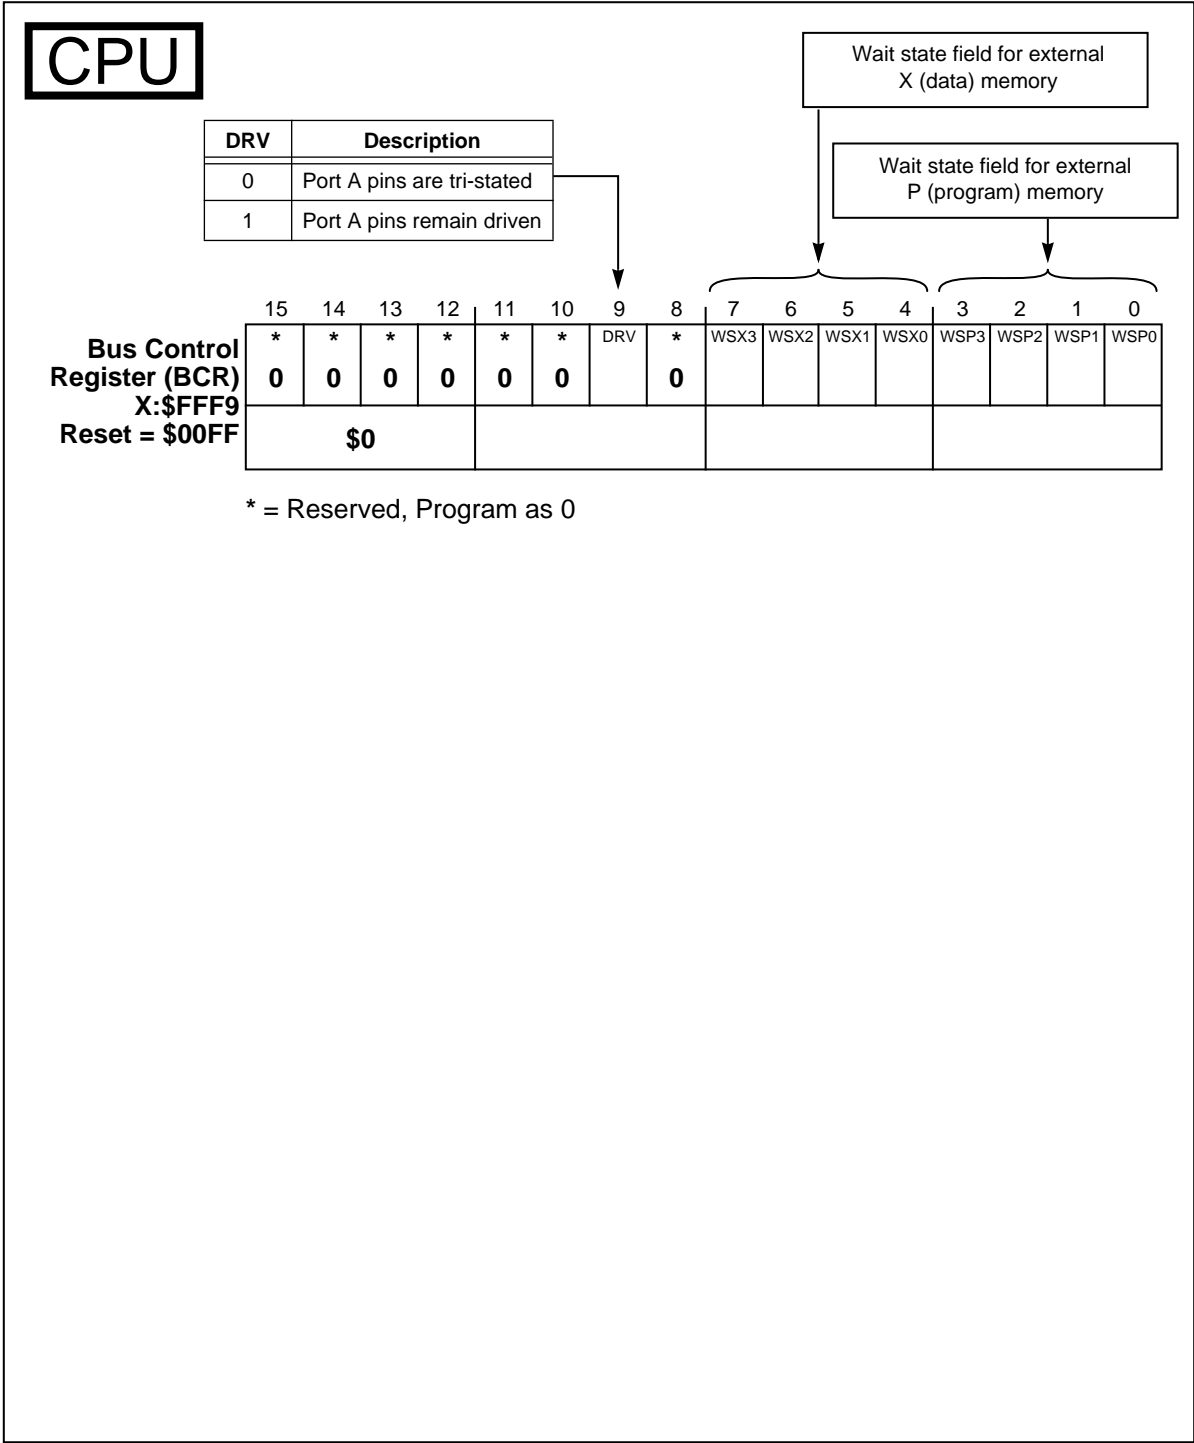 CPU
Wait state field for external
X (data) memory
DRV Description
0 Port A pins are tri-stated
1 Port A pins remain driven
Wait state field for external
P (program) memory
15 14 13 12 11 10 9 8 7 6 5 4 3 2 1 0
Bus Control
Register (BCR)
X:$FFF9
Reset = $00FF
* * * * * * DRV * WSX3 WSX2 WSX1 WSX0 WSP3 WSP2 WSP1 WSP0
0 0 0 0 0 0 0
$0
* = Reserved, Program as 0